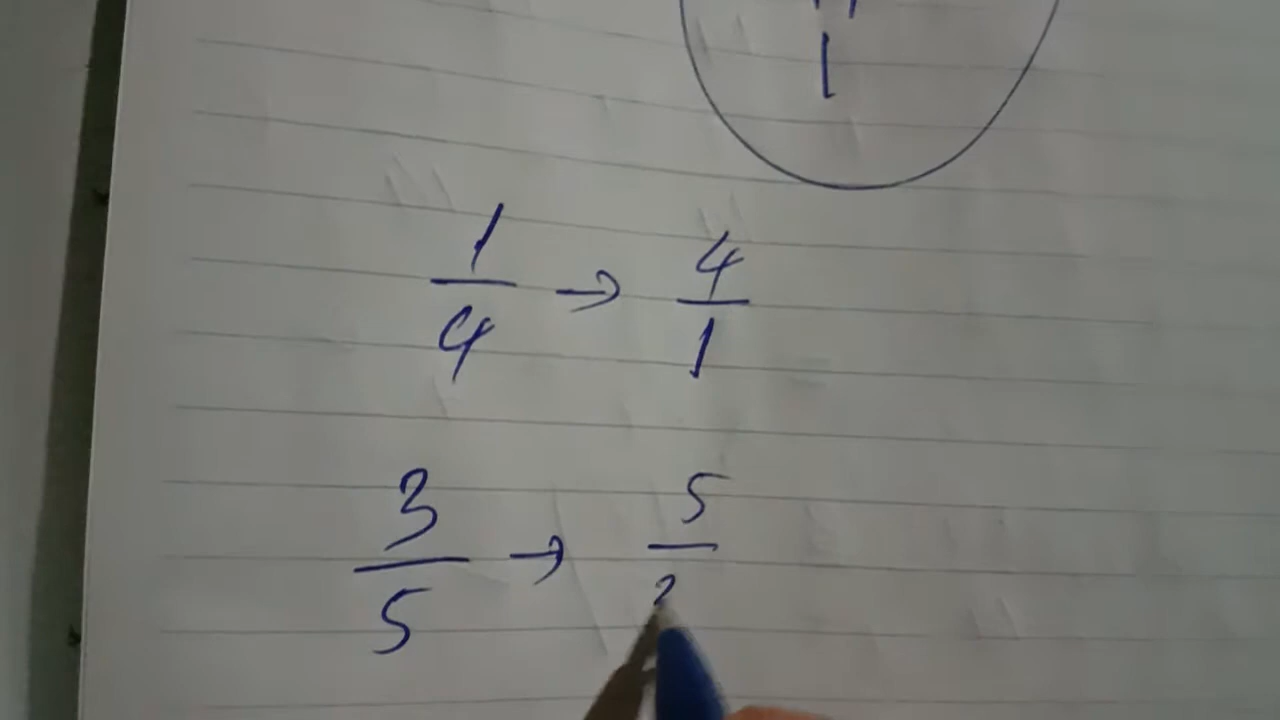 1
1/4 → 4/1
3/5 → 5/